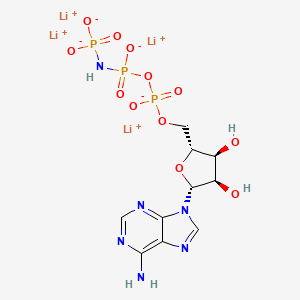 Li⁺ O⁻
Li⁺ P O Li⁺
O⁻ O⁻
N P O
H
O P O
O⁻
Li⁺ O
OH
O
OH
N N
N N
NH₂